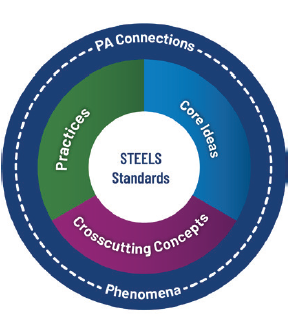 PA Connections
Practices
Core Ideas
STEELS
Standards
Crosscutting Concepts
Phenomena